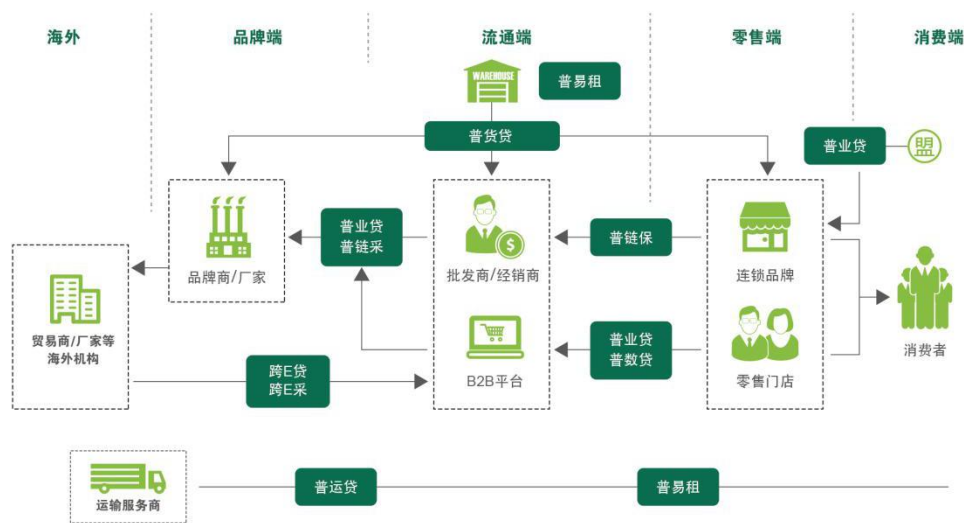 海外
品牌端
流通端
零售端
消费端
WAREHOUSE
普易租
普货贷
普业贷
盟
普业贷
普链采
普链保
品牌商/厂家
批发商/经销商
连锁品牌
贸易商/厂家等
海外机构
普业贷
普数贷
消费者
跨E贷
跨E采
B2B平台
零售门店
运输服务商
普运贷
普易租